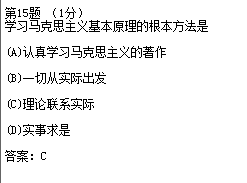 第15题 （1分）
学习马克思主义基本原理的根本方法是
(A)认真学习马克思主义的著作
(B)一切从实际出发
(C)理论联系实际
(D)实事求是
答案：C